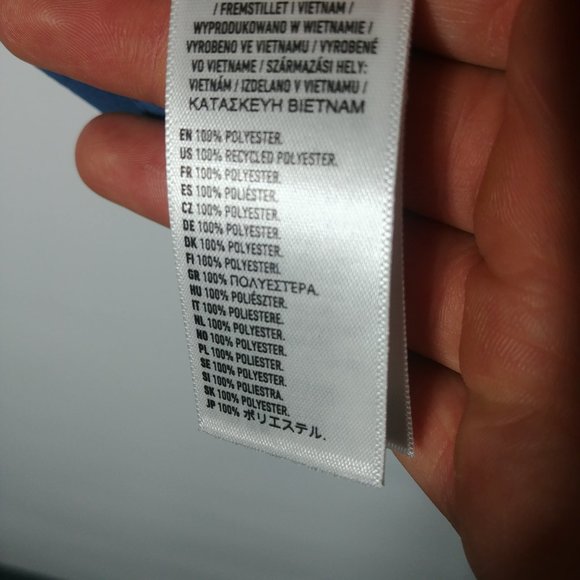 / FREMSTILLET I VIETNAM /
WYPRODUKOWANO W WIETNAMIE /
VYROBENO VE VIETNAMU / VYROBENÉ
VO VIETNAME / SZÁRMAZÁSI HELY:
VIETNÁM / IZDELANO V VIETNAMU /
ΚΑΤΑΣΚΕΥΗ ΒΙΕΤΝΑΜ
EN 100% POLYESTER.
US 100% RECYCLED POLYESTER.
FR 100% POLYESTER.
ES 100% POLIÉSTER.
CZ 100% POLYESTER.
DE 100% POLYESTER.
DK 100% POLYESTER.
FI 100% POLYESTERI.
GR 100% ΠΟΛΥΕΣΤΕΡΑ.
HU 100% POLIÉSZTER.
IT 100% POLIESTERE.
NL 100% POLYESTER.
NO 100% POLYESTER.
PL 100% POLYESTER.
SE 100% POLYESTER.
SI 100% POLIESTRA.
SK 100% POLYESTER.
JP 100% ポリエステル.